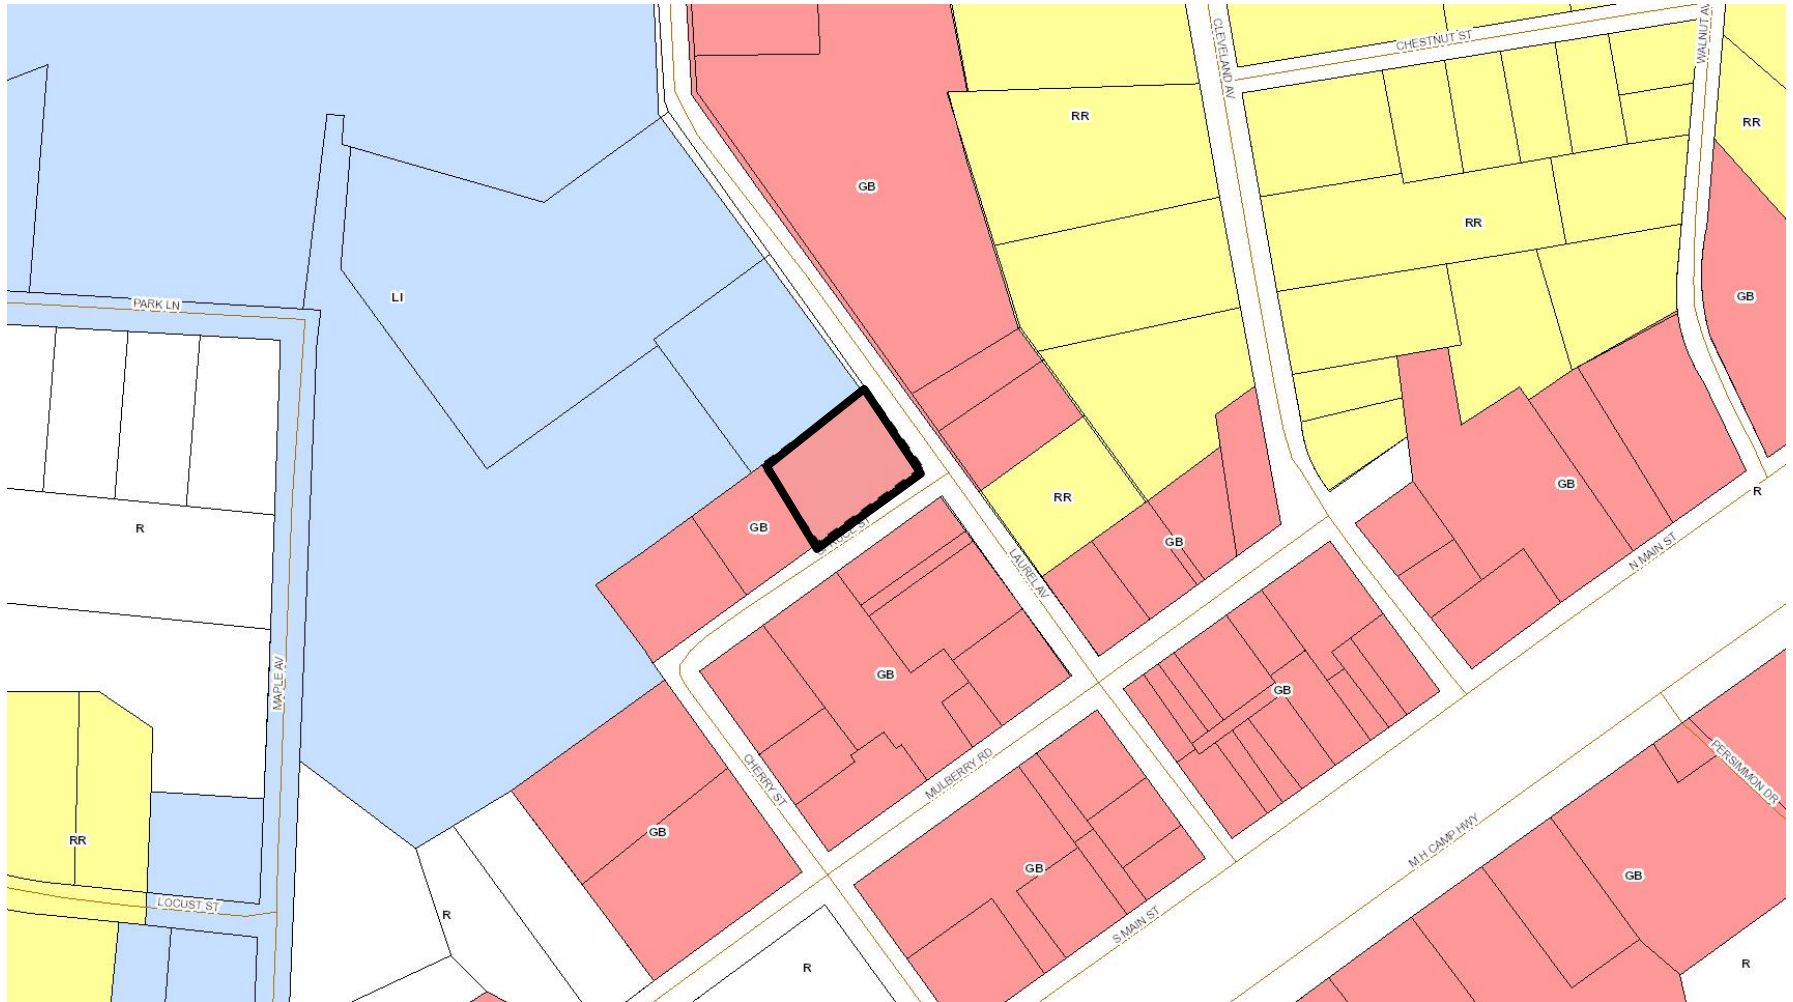 CLEVELAND AV
CHESTNUT ST
WALNUT AV
RR
RR
GB
RR
LI
GB
PARK LN
GB
RR
R
GB
R
GB
N MAIN ST
GB
LAUREL AV
MAPLE AV
GB
GB
CHERRY ST
MULBERRY RD
PERSIMMON DR
GB
RR
M H CAMP HWY
GB
GB
LOCUST ST
R
S MAIN ST
R
R